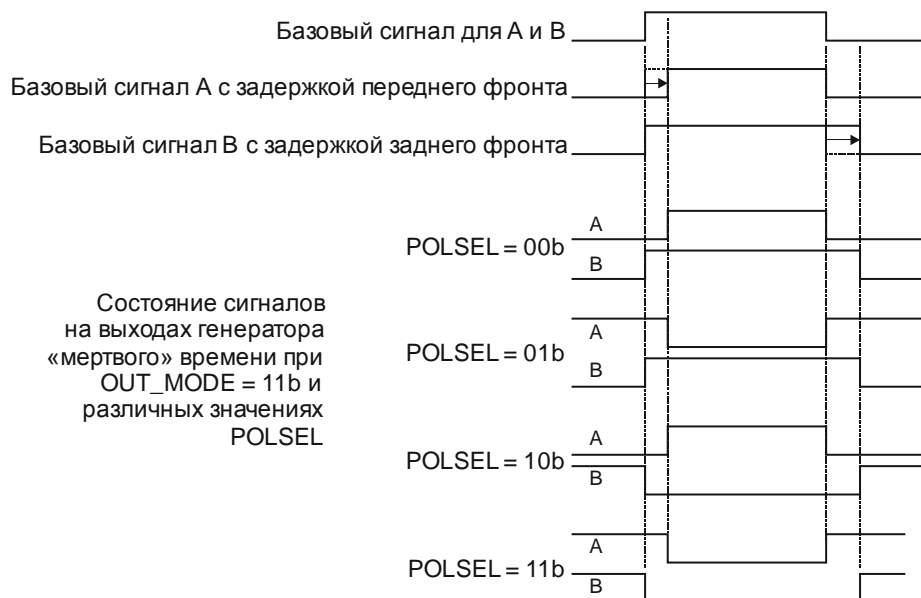 Базовый сигнал для A и B
Базовый сигнал A с задержкой переднего фронта
Базовый сигнал B с задержкой заднего фронта
A
POLSEL = 00b
B
Состояние сигналов
на выходах генератора
«мертвого» времени при
OUT_MODE = 11b и
различных значениях
POLSEL
A
POLSEL = 01b
B
A
POLSEL = 10b
B
A
POLSEL = 11b
B